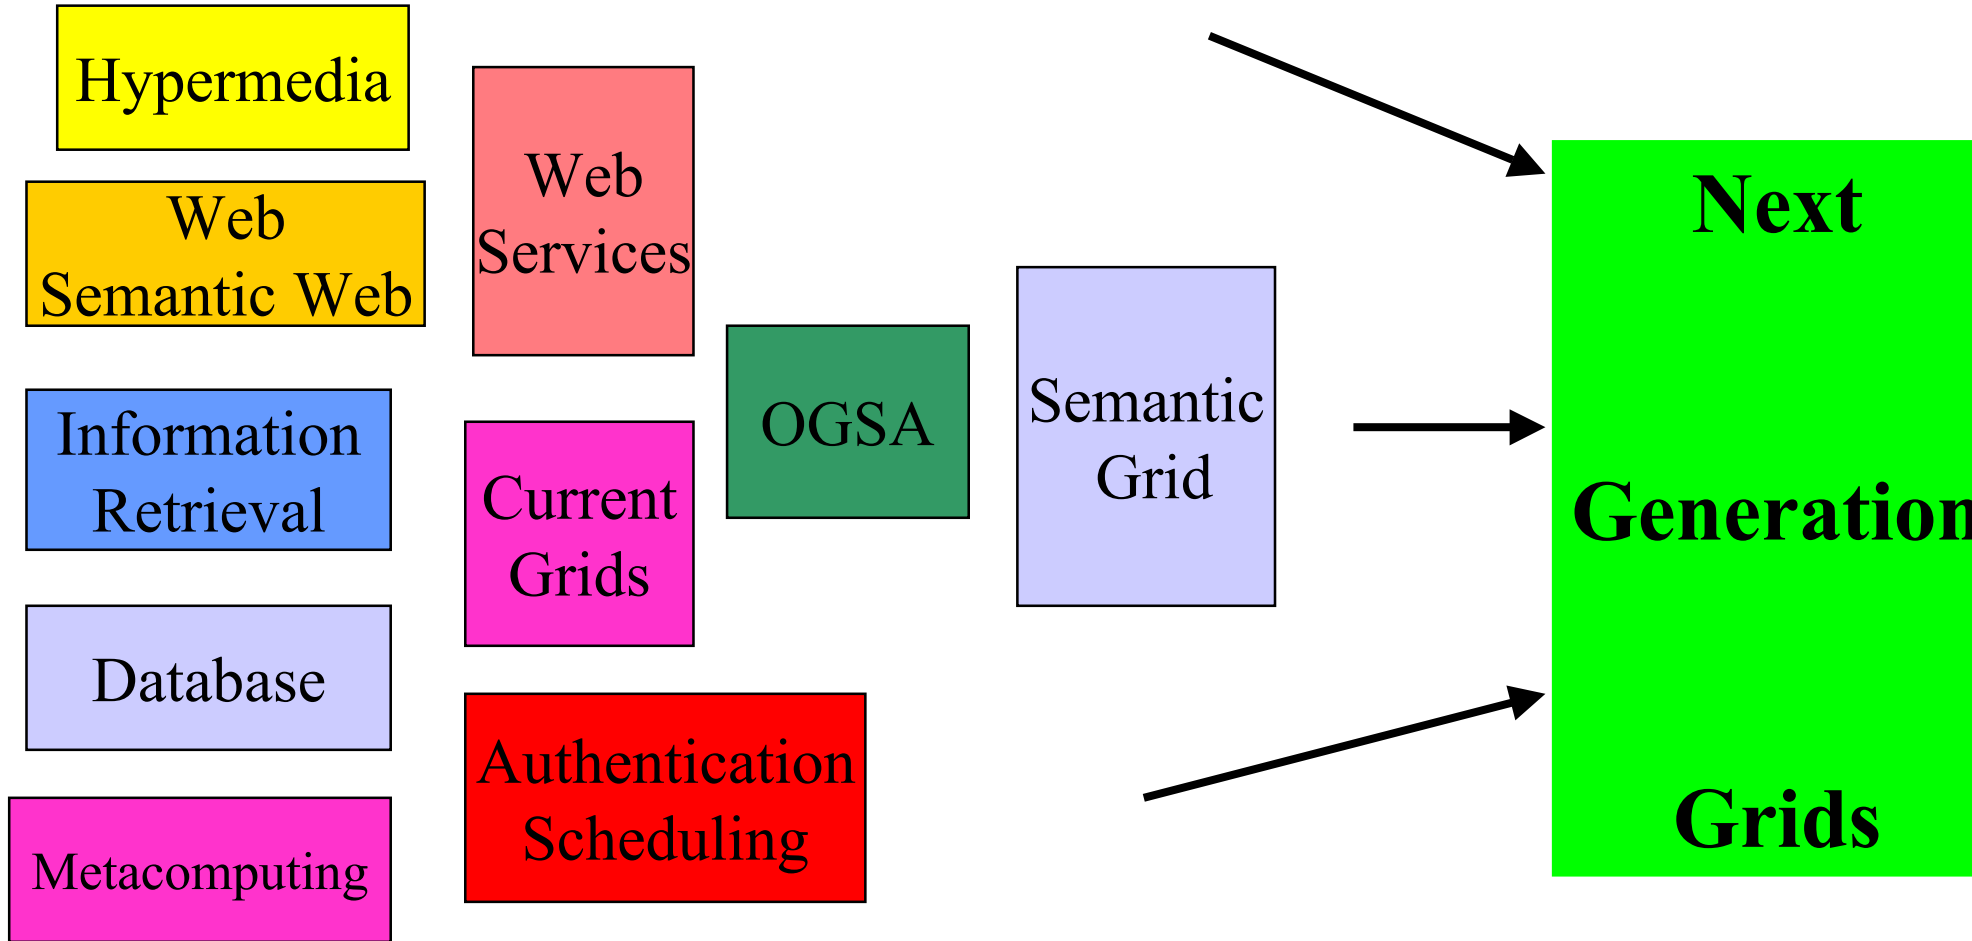 Hypermedia
Web
Semantic Web
Information
Retrieval
Database
Metacomputing
Web
Services
Current
Grids
Authentication
Scheduling
OGSA
Semantic
Grid
Next
Generation
Grids